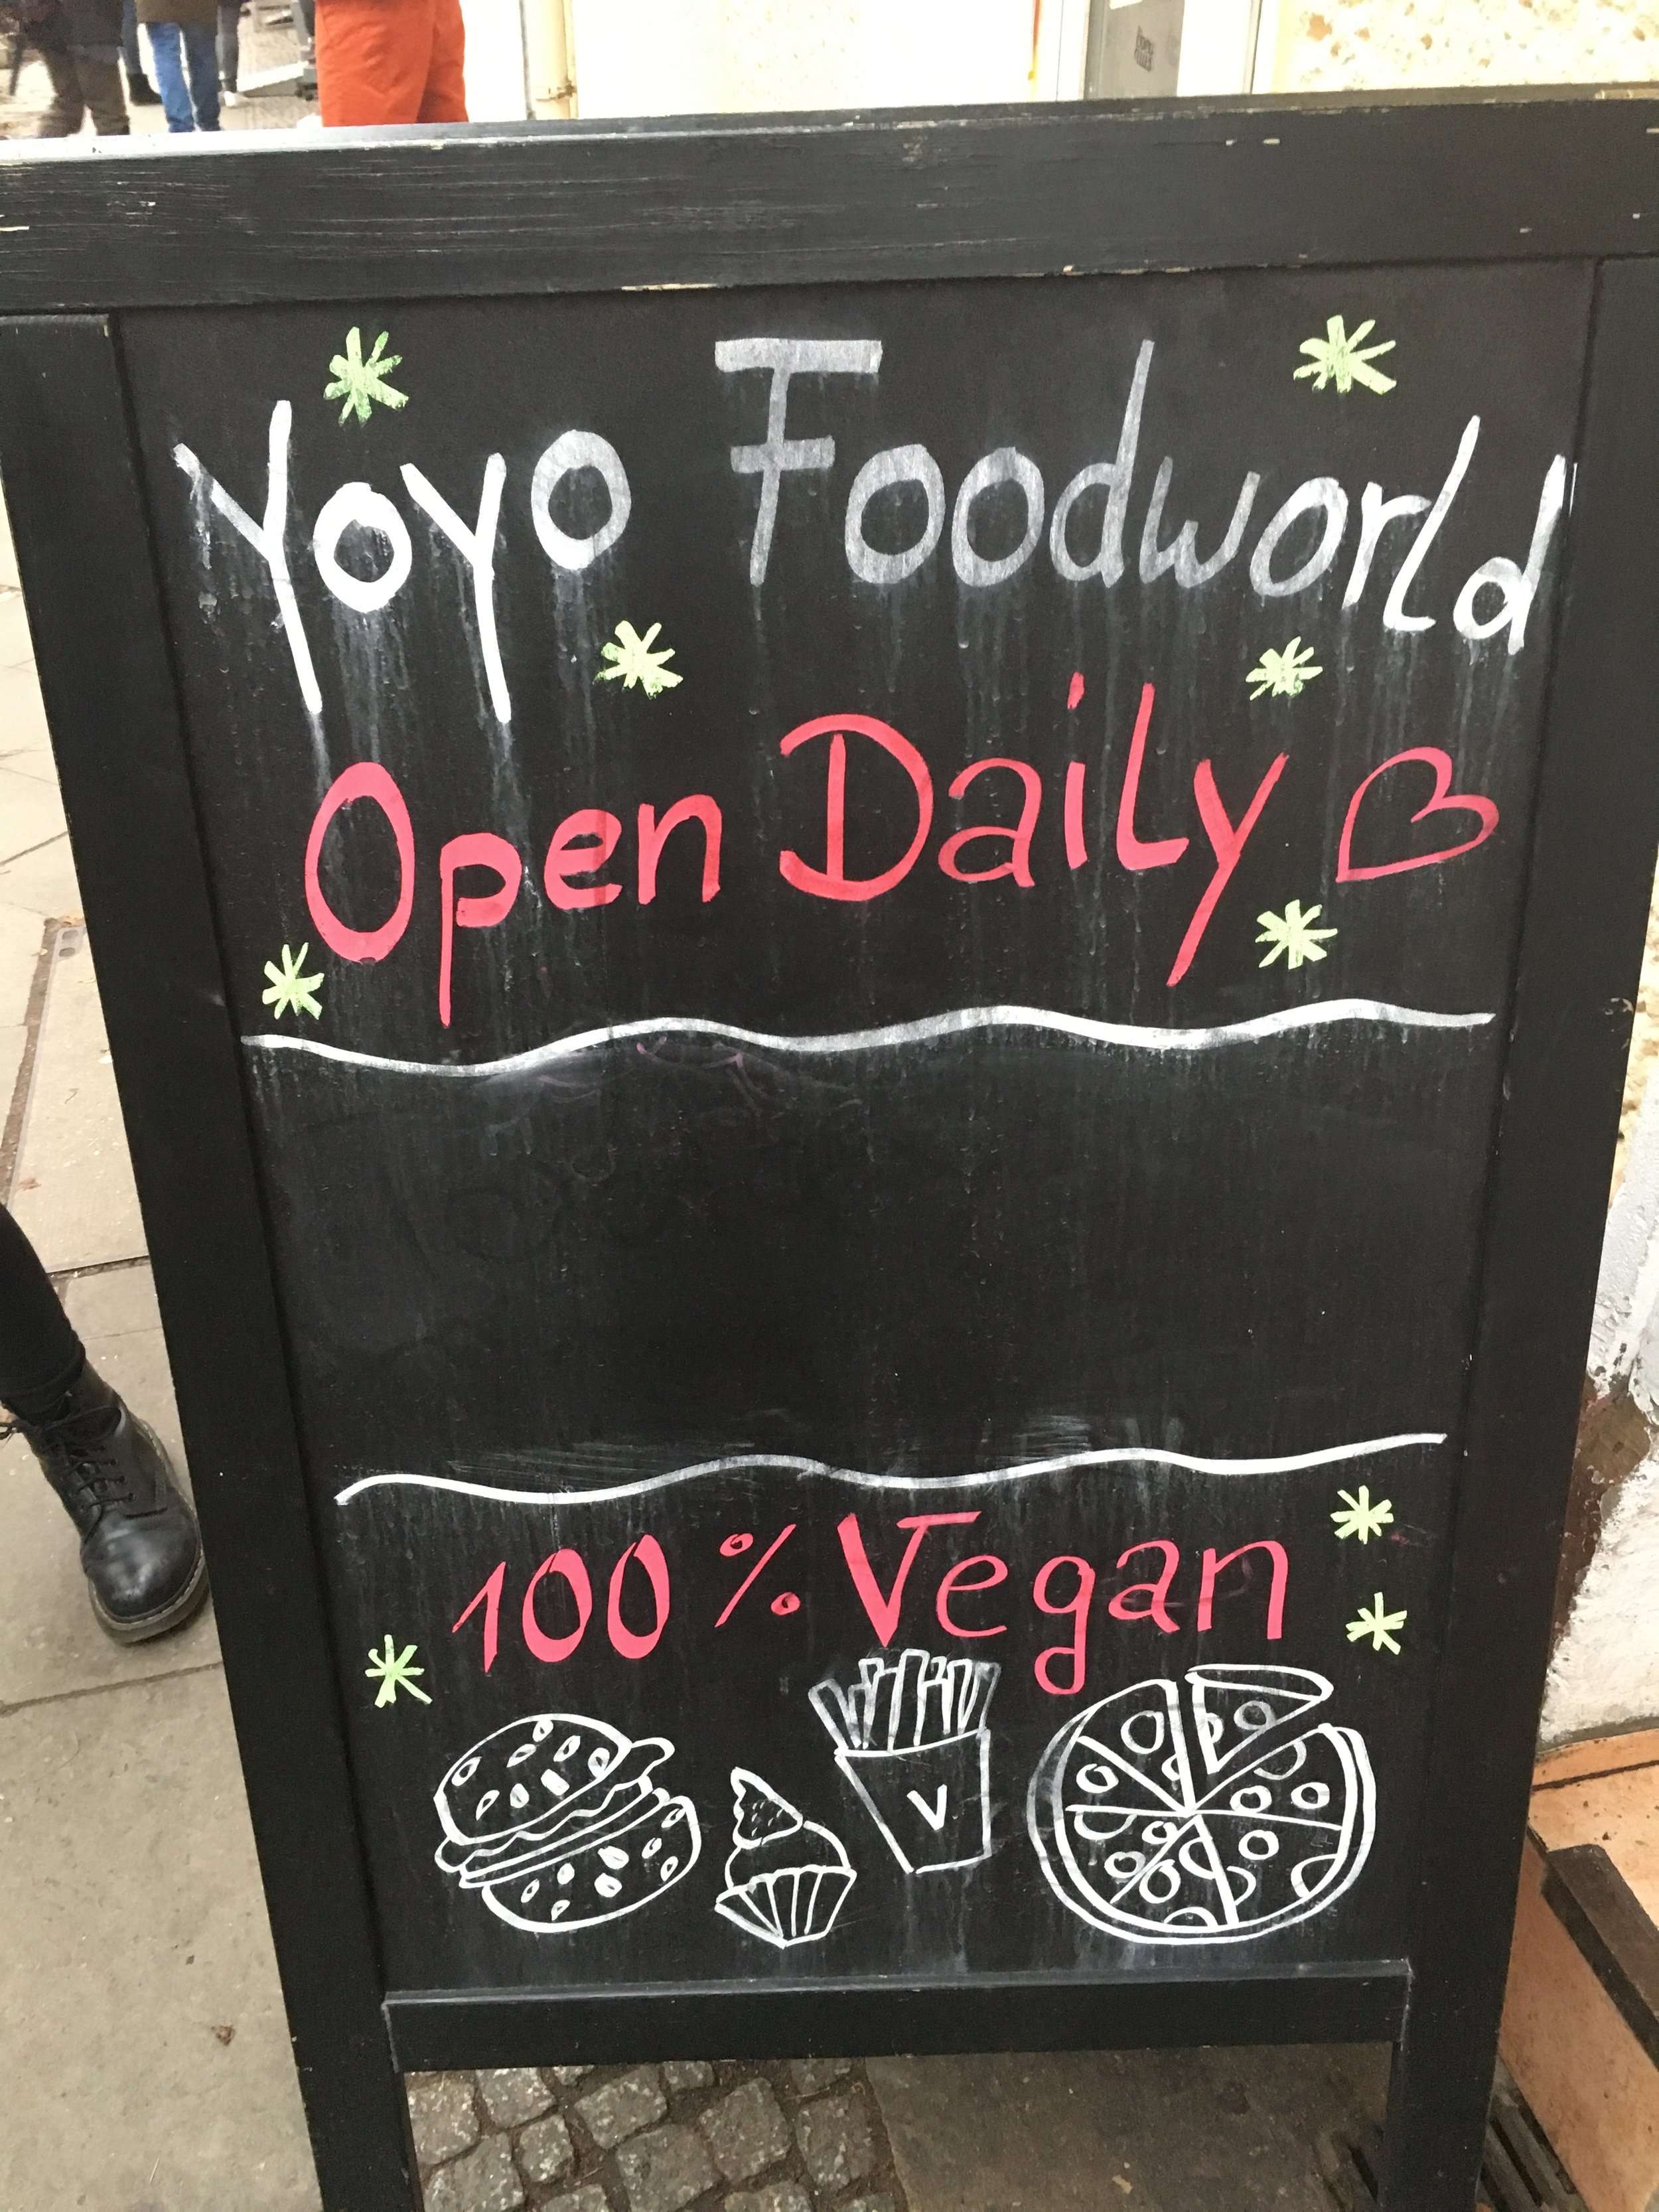 Yoyo Foodworld
Open Daily
100% Vegan
V